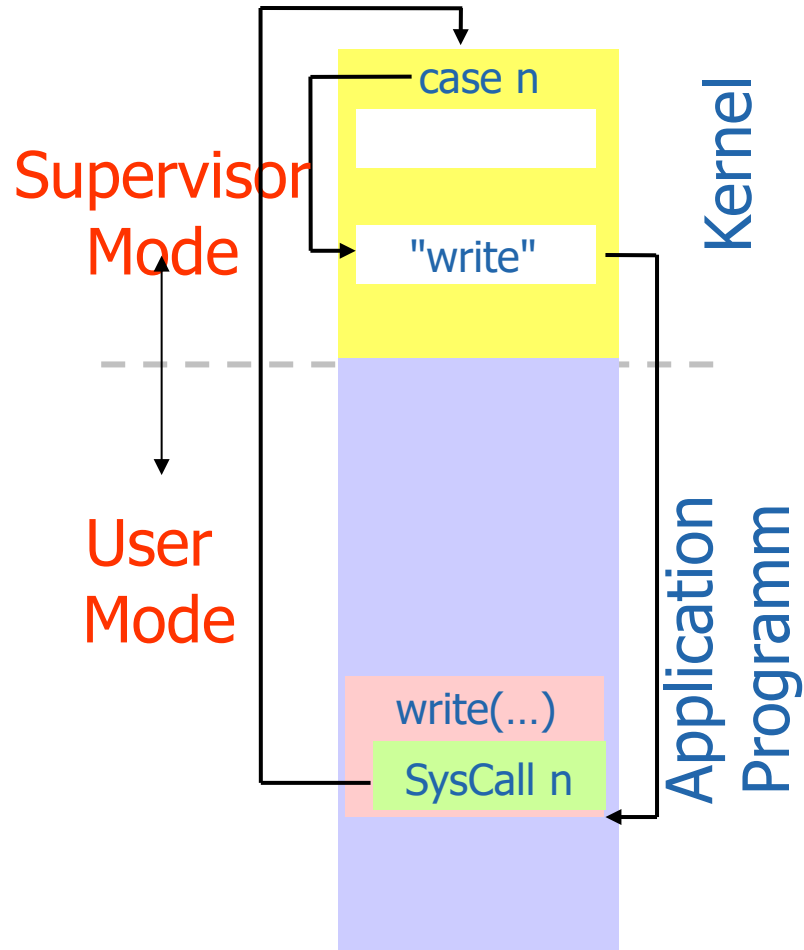 case n
Kernel
Supervisor
Mode
"write"
User
Mode
Application
Programm
write(…)
SysCall n